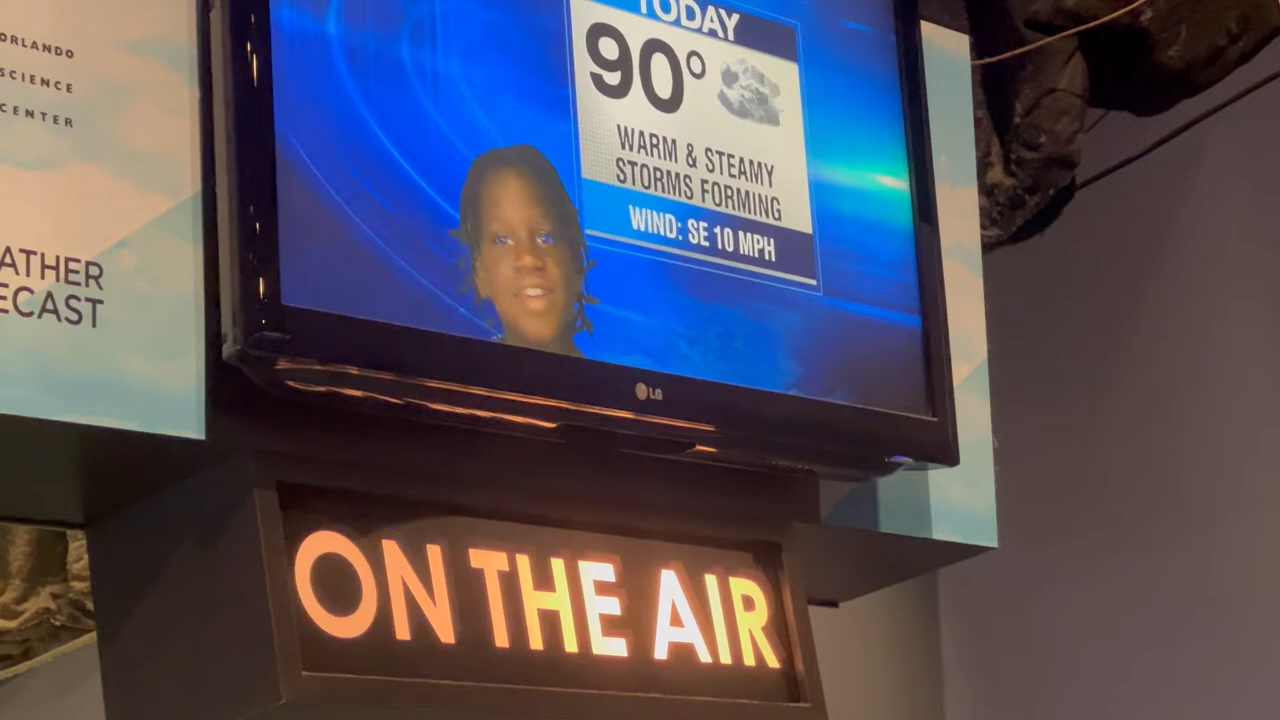 ORLANDO
SCIENCE
CENTER
ATHER
ECAST
TODAY
90°
WARM & STEAMY
STORMS FORMING
WIND: SE 10 MPH
LG
ON THE AIR